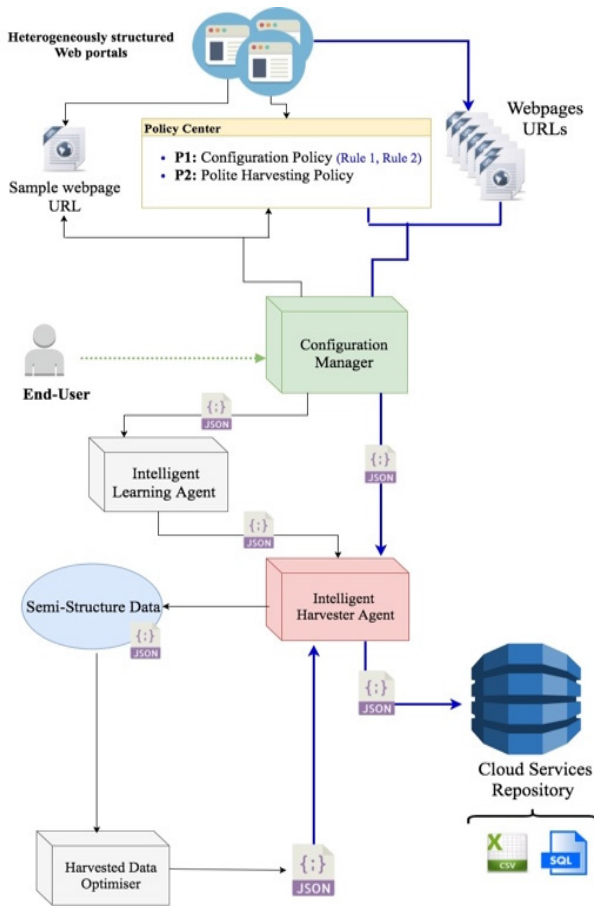 Heterogeneously structured
Web portals
Webpages
URLs
Policy Center
P1: Configuration Policy (Rule 1, Rule 2)
P2: Polite Harvesting Policy
Sample webpage
URL
Configuration
Manager
End-User
{;}
JSON
{;}
JSON
Intelligent
Learning Agent
{;}
JSON
Intelligent
Harvester Agent
Semi-Structure Data
{;}
JSON
{;}
JSON
Cloud Services
Repository
X
CSV
SQL
Harvested Data
Optimiser
{;}
JSON